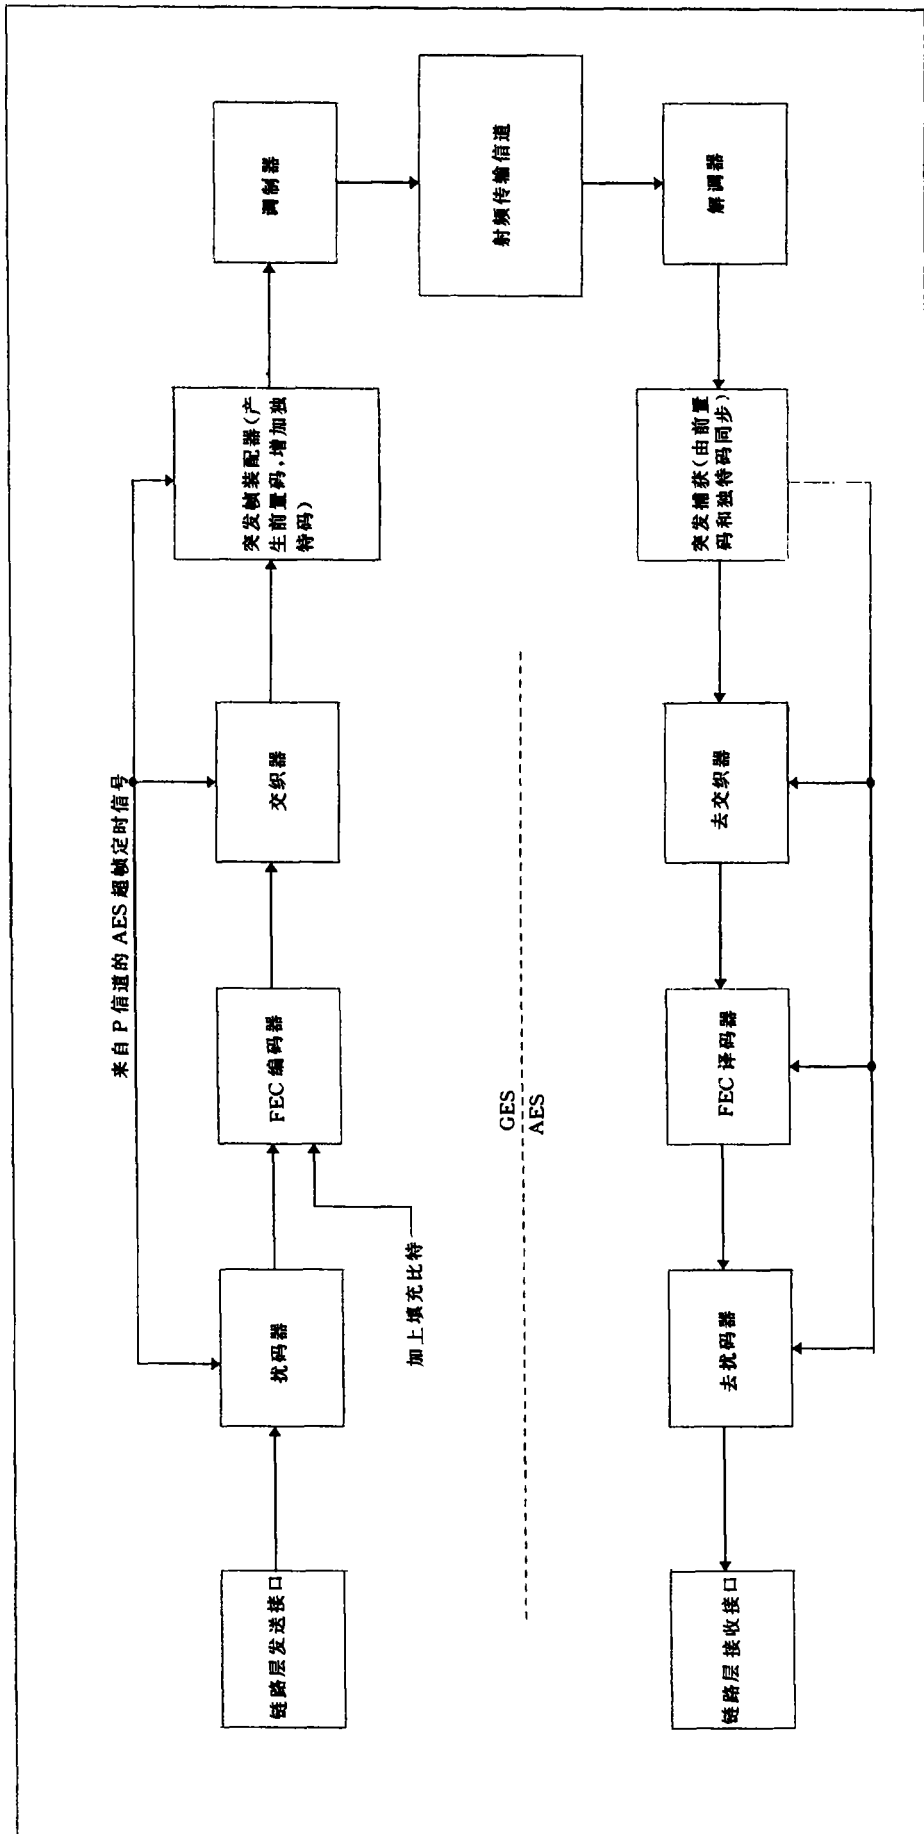 来自 P 信道的 AES 超帧定时信号
链路层发送接口
扰码器
加上填充比特
FEC 编码器
交织器
突发帧装配器(产
生前置码,增加独
特码)
调制器
射频传输信道
GES
AES
链路层接收接口
去扰码器
FEC 译码器
去交织器
突发捕获(由前置
码和独特码同步)
解调器